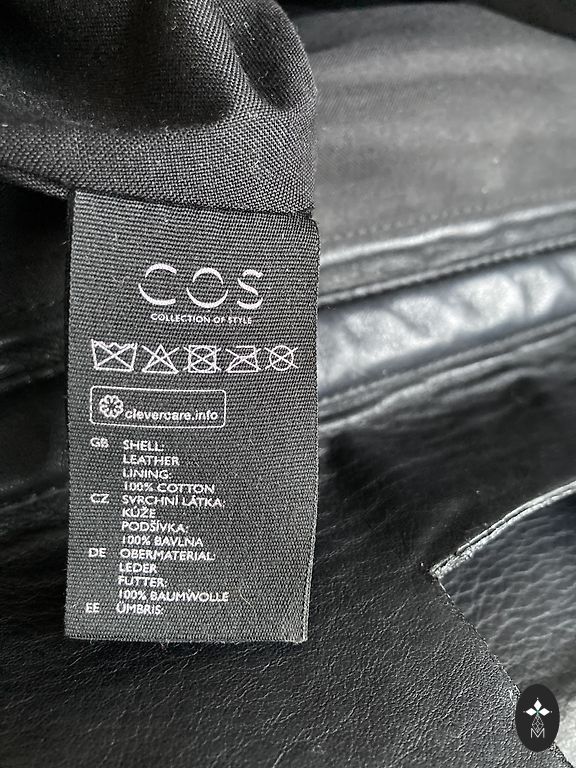 COS
COLLECTION OF STYLE
clevercare.info
GB SHELL:
LEATHER
LINING:
100% COTTON
CZ SVRCHNÍ LÁTKA:
KŮŽE
PODŠÍVKA:
100% BAVLNA
DE OBERMATERIAL:
LEDER
FUTTER:
100% BAUMWOLLE
EE ÜMBRIS:
M